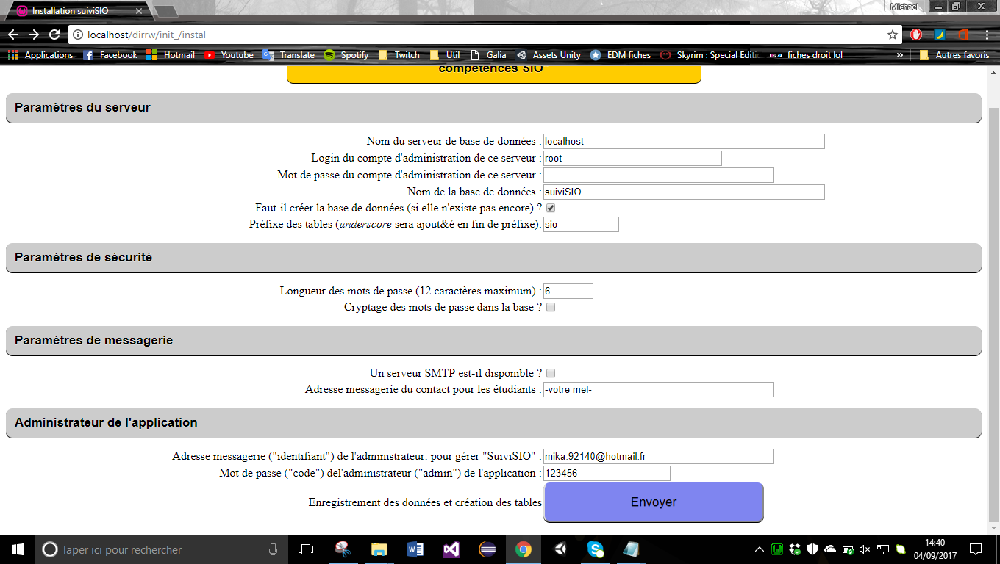 Installation suiviSIO
Michael
localhost/dirrw/init_/instal
Applications Facebook Hotmail Youtube Translate Spotify Twitch Util Galia Assets Unity EDM fiches Skyrim : Special Editic fiches droit lol » Autres favoris
compétences SIO
Paramètres du serveur
Nom du serveur de base de données : localhost
Login du compte d'administration de ce serveur : root
Mot de passe du compte d'administration de ce serveur :
Nom de la base de données : suiviSIO
Faut-il créer la base de données (si elle n'existe pas encore) ?
Préfixe des tables (underscore sera ajout&é en fin de préfixe): sio
Paramètres de sécurité
Longueur des mots de passe (12 caractères maximum) : 6
Cryptage des mots de passe dans la base ?
Paramètres de messagerie
Un serveur SMTP est-il disponible ?
Adresse messagerie du contact pour les étudiants : -votre mel-
Administrateur de l'application
Adresse messagerie ("identifiant") de l'administrateur: pour gérer "SuiviSIO" : mika.92140@hotmail.fr
Mot de passe ("code") del'administrateur ("admin") de l'application : 123456
Enregistrement des données et création des tables Envoyer
Taper ici pour rechercher
14:40
04/09/2017